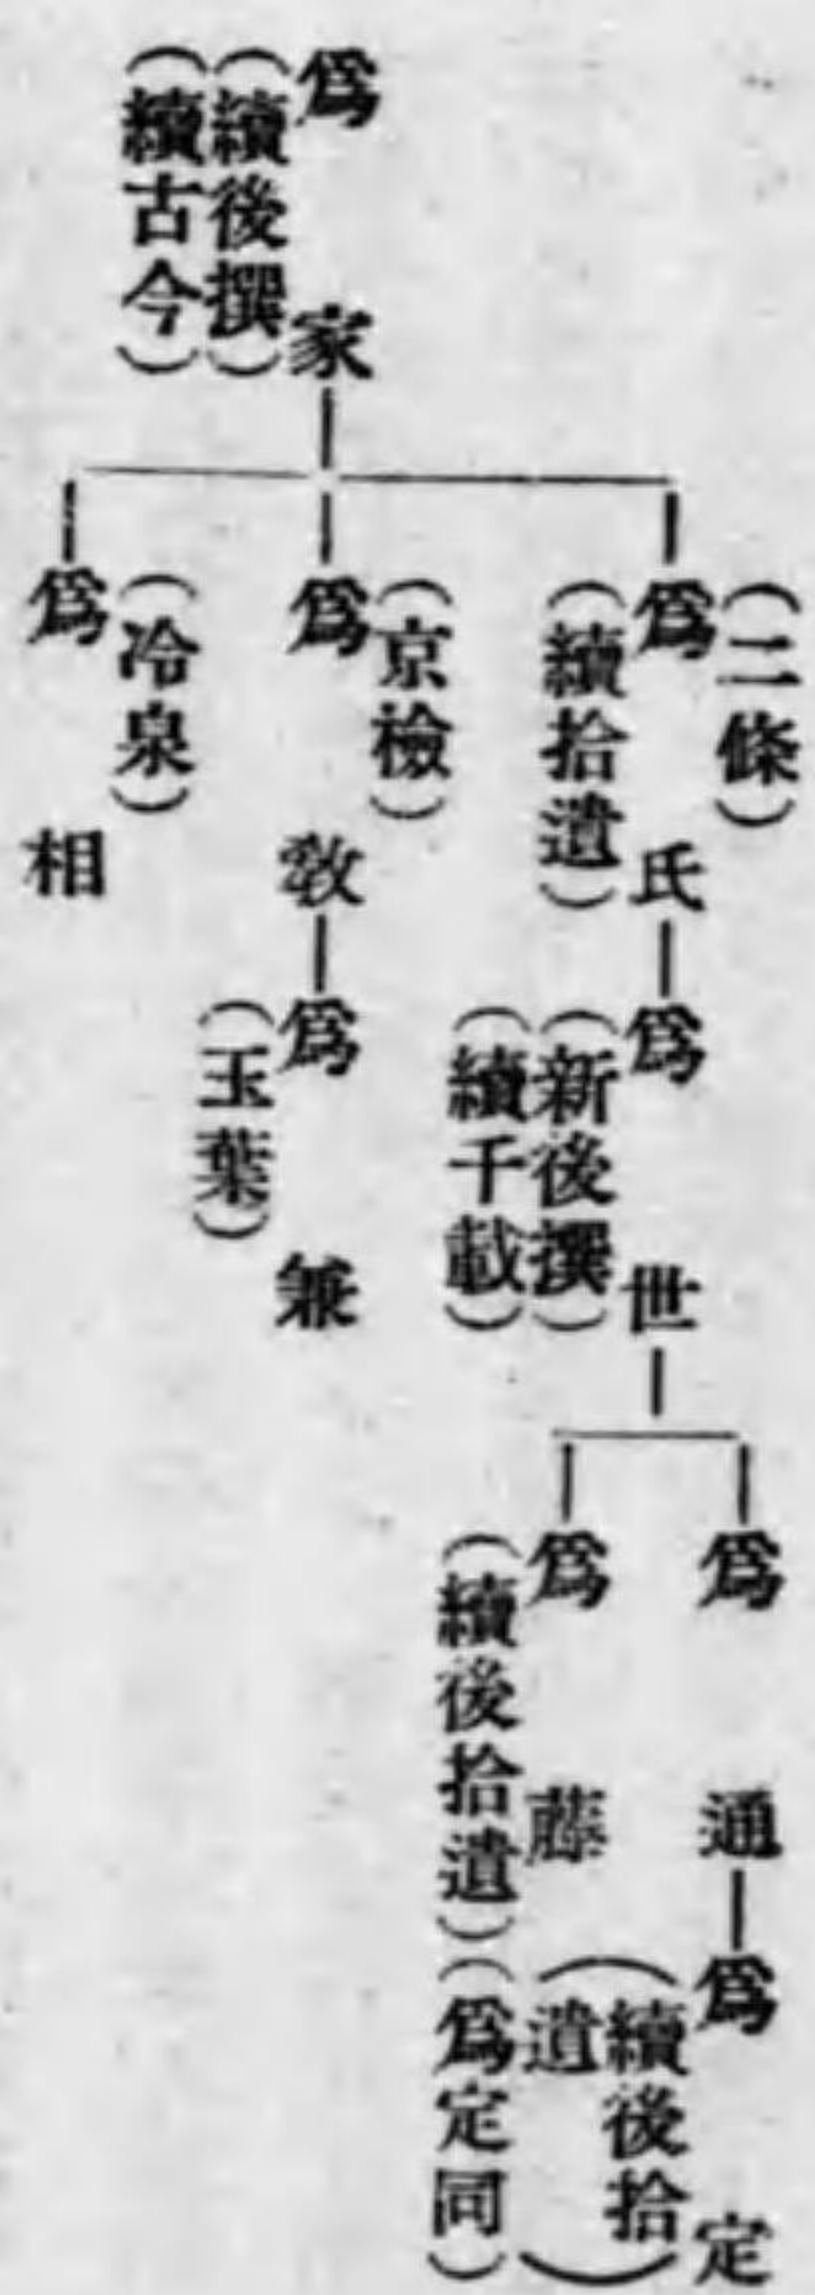 爲家
(續後撰)
(續古今)
(二條)
爲氏
(續拾遺)
爲世
(新後撰)
(續千載)
爲通
爲定
(續後拾遺)
爲藤
(續後拾遺)(爲定同)
(京檢)
爲敎
爲兼
(玉葉)
(冷泉)
爲相